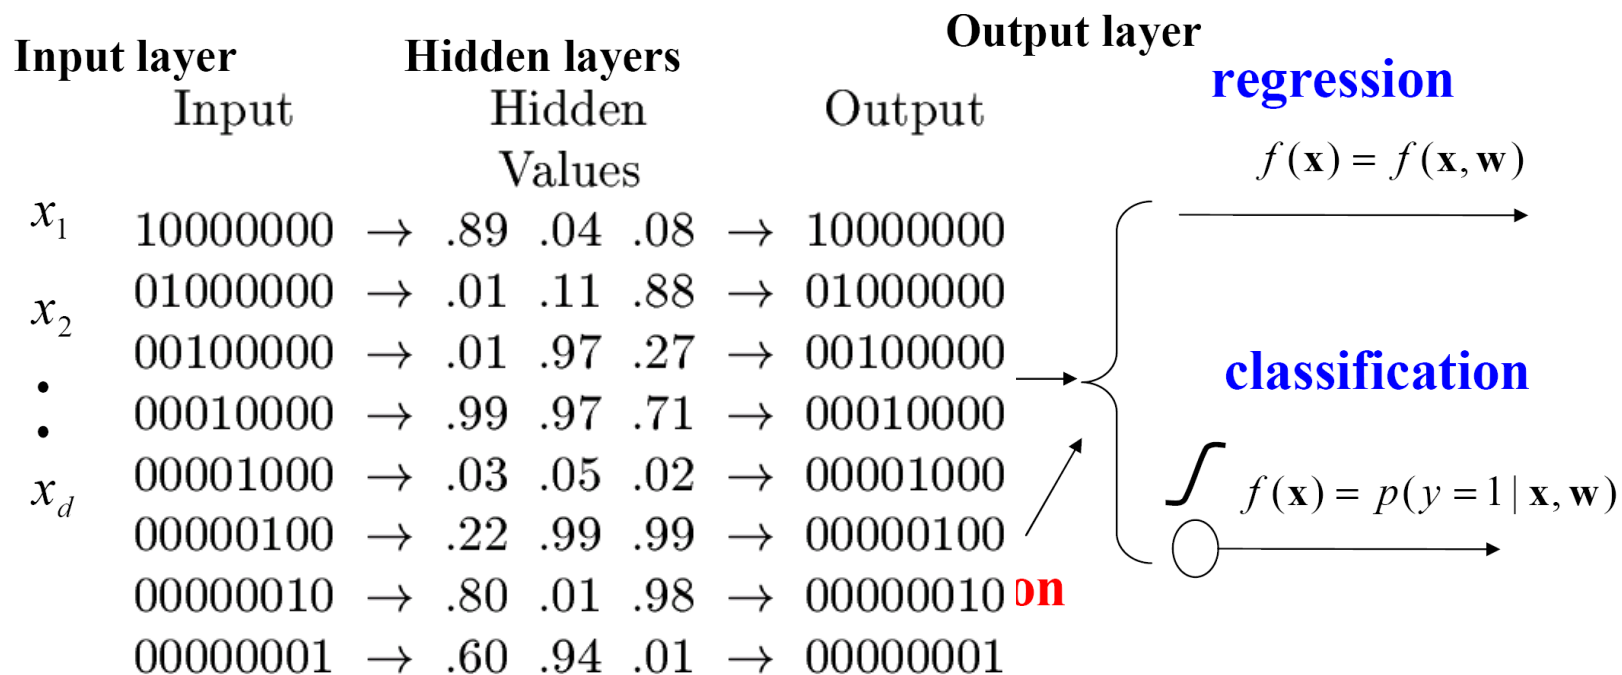 Input layer
Hidden layers
Output layer
regression
Input
Hidden
Values
Output
f(x) = f(x, w)
x₁
x₂
x_d
10000000 → .89 .04 .08 → 10000000
01000000 → .01 .11 .88 → 01000000
00100000 → .01 .97 .27 → 00100000
00010000 → .99 .97 .71 → 00010000
00001000 → .03 .05 .02 → 00001000
00000100 → .22 .99 .99 → 00000100
00000010 → .80 .01 .98 → 00000010
00000001 → .60 .94 .01 → 00000001
on
classification
f(x) = p(y = 1 | x, w)